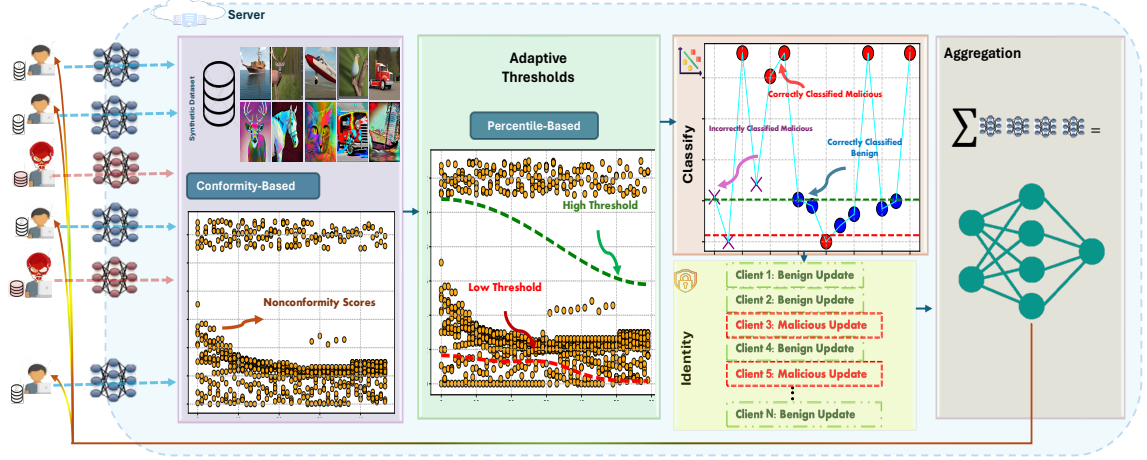 Server
Synthetic Dataset
Conformity-Based
Nonconformity Scores
Adaptive
Thresholds
Percentile-Based
High Threshold
Low Threshold
Classify
Correctly Classified Malicious
Incorrectly Classified Malicious
Correctly Classified
Benign
Identity
Client 1: Benign Update
Client 2: Benign Update
Client 3: Malicious Update
Client 4: Benign Update
Client 5: Malicious Update
Client N: Benign Update
Aggregation
∑ =